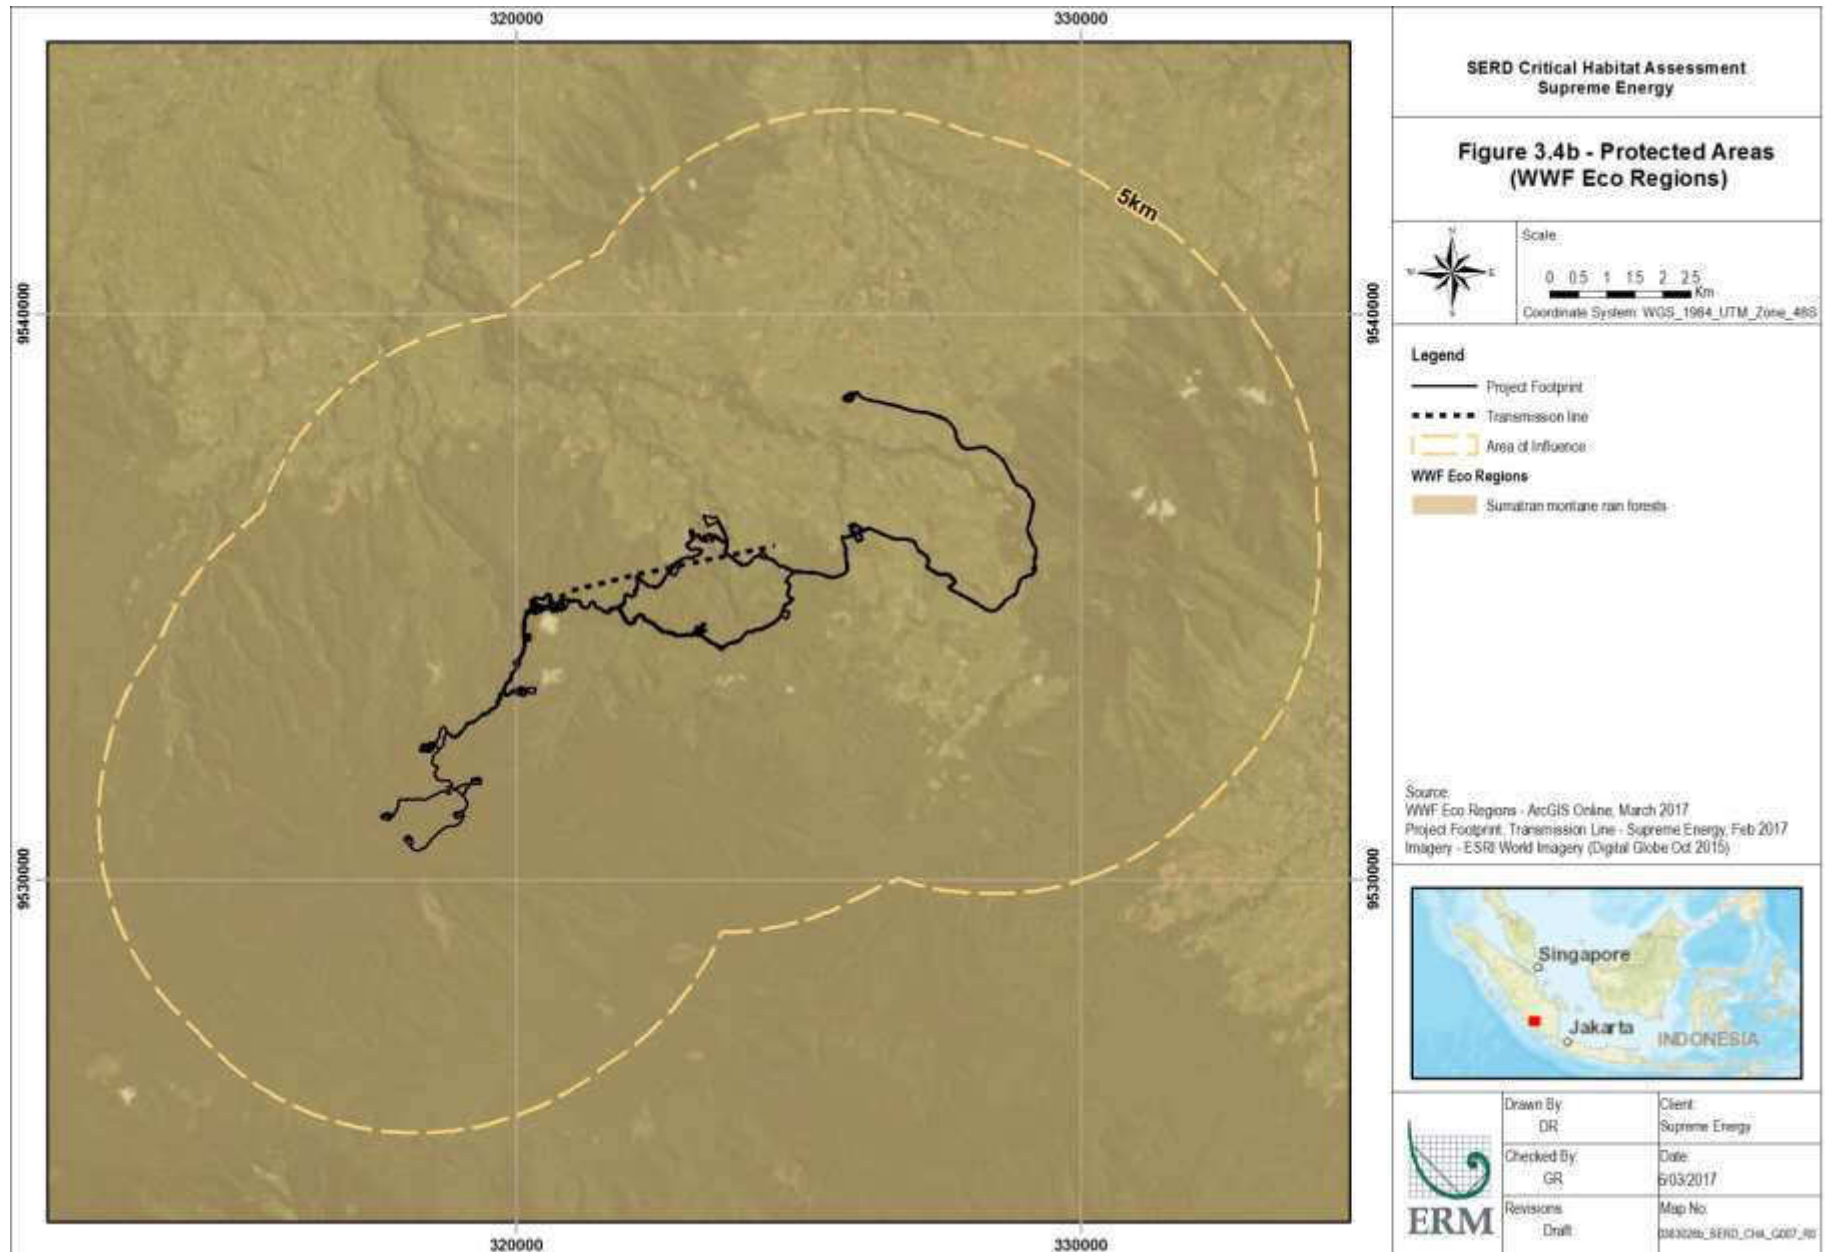 320000
330000
9540000
9540000
9530000
9530000
5km
320000
330000
SERD Critical Habitat Assessment
Supreme Energy
Figure 3.4b - Protected Areas
(WWF Eco Regions)
N
W
E
S
Scale
0 0.5 1 1.5 2 2.5
Km
Coordinate System: WGS_1984_UTM_Zone_48S
Legend
Project Footprint
Transmission line
Area of Influence
WWF Eco Regions
Sumatran montane rain forests
Source:
WWF Eco Regions - ArcGIS Online, March 2017
Project Footprint, Transmission Line - Supreme Energy, Feb 2017
Imagery - ESRI World Imagery (Digital Globe Oct 2015)
Singapore
Jakarta
INDONESIA
ERM
Drawn By:
DR
Client:
Supreme Energy
Checked By:
GR
Date:
6/03/2017
Revisions
Draft
Map No: